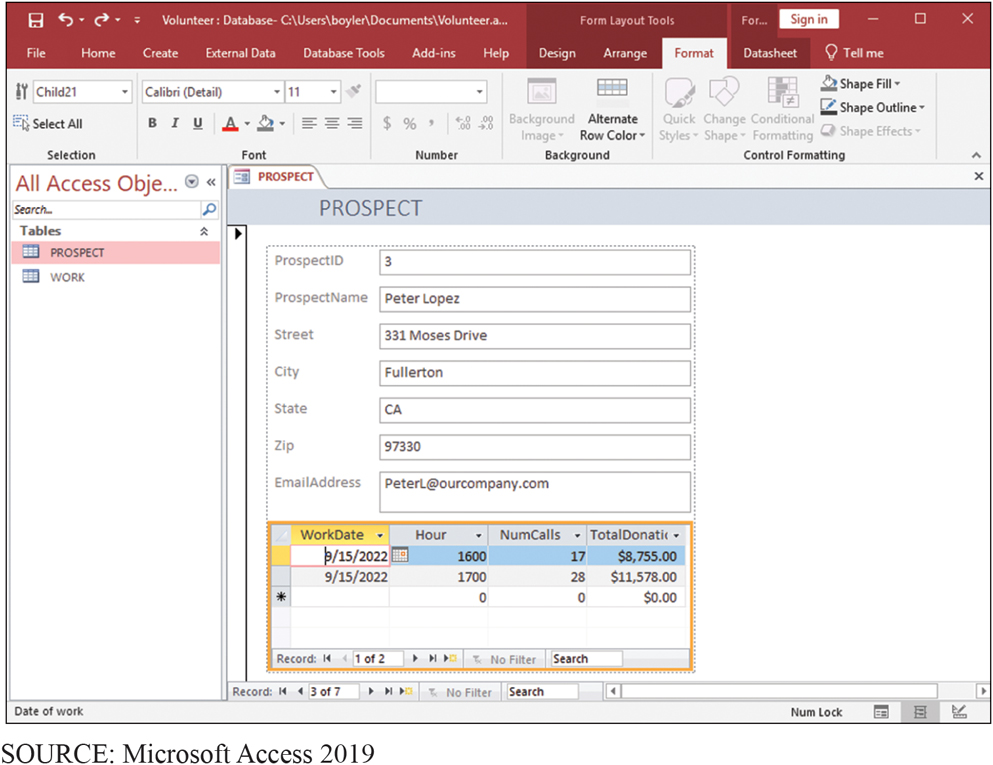 Volunteer : Database- C:\Users\boyler\Documents\Volunteer.a... Form Layout Tools For... Sign in
File Home Create External Data Database Tools Add-ins Help Design Arrange Format Datasheet Tell me
Child21 Calibri (Detail) 11
Select All B I U A $ % , Background Image Alternate Row Color Quick Styles Change Shape Conditional Formatting Shape Fill Shape Outline Shape Effects
Selection Font Number Background Control Formatting
All Access Obje... « PROSPECT
Search...
Tables
PROSPECT
WORK
PROSPECT
ProspectID 3
ProspectName Peter Lopez
Street 331 Moses Drive
City Fullerton
State CA
Zip 97330
EmailAddress PeterL@ourcompany.com
WorkDate Hour NumCalls TotalDonatic
9/15/2022 1600 17 $8,755.00
9/15/2022 1700 28 $11,578.00
* 0 0 $0.00
Record: 1 of 2 No Filter Search
Record: 3 of 7 No Filter Search
Date of work Num Lock
SOURCE: Microsoft Access 2019